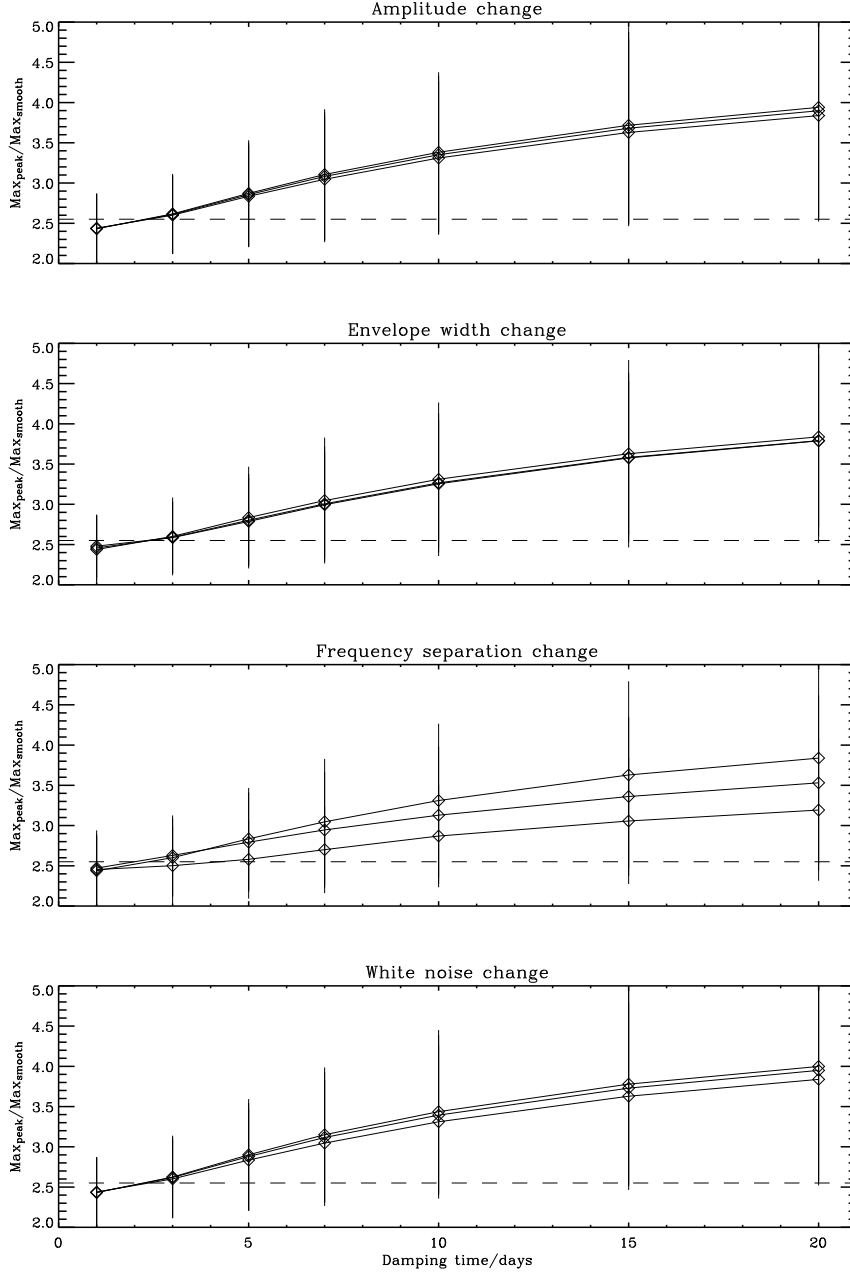 Amplitude change
5.0
4.5
4.0
3.5
3.0
2.5
2.0
Max_peak/Max_smooth
Envelope width change
5.0
4.5
4.0
3.5
3.0
2.5
2.0
Max_peak/Max_smooth
Frequency separation change
5.0
4.5
4.0
3.5
3.0
2.5
2.0
Max_peak/Max_smooth
White noise change
5.0
4.5
4.0
3.5
3.0
2.5
2.0
Max_peak/Max_smooth
0 5 10 15 20
Damping time/days